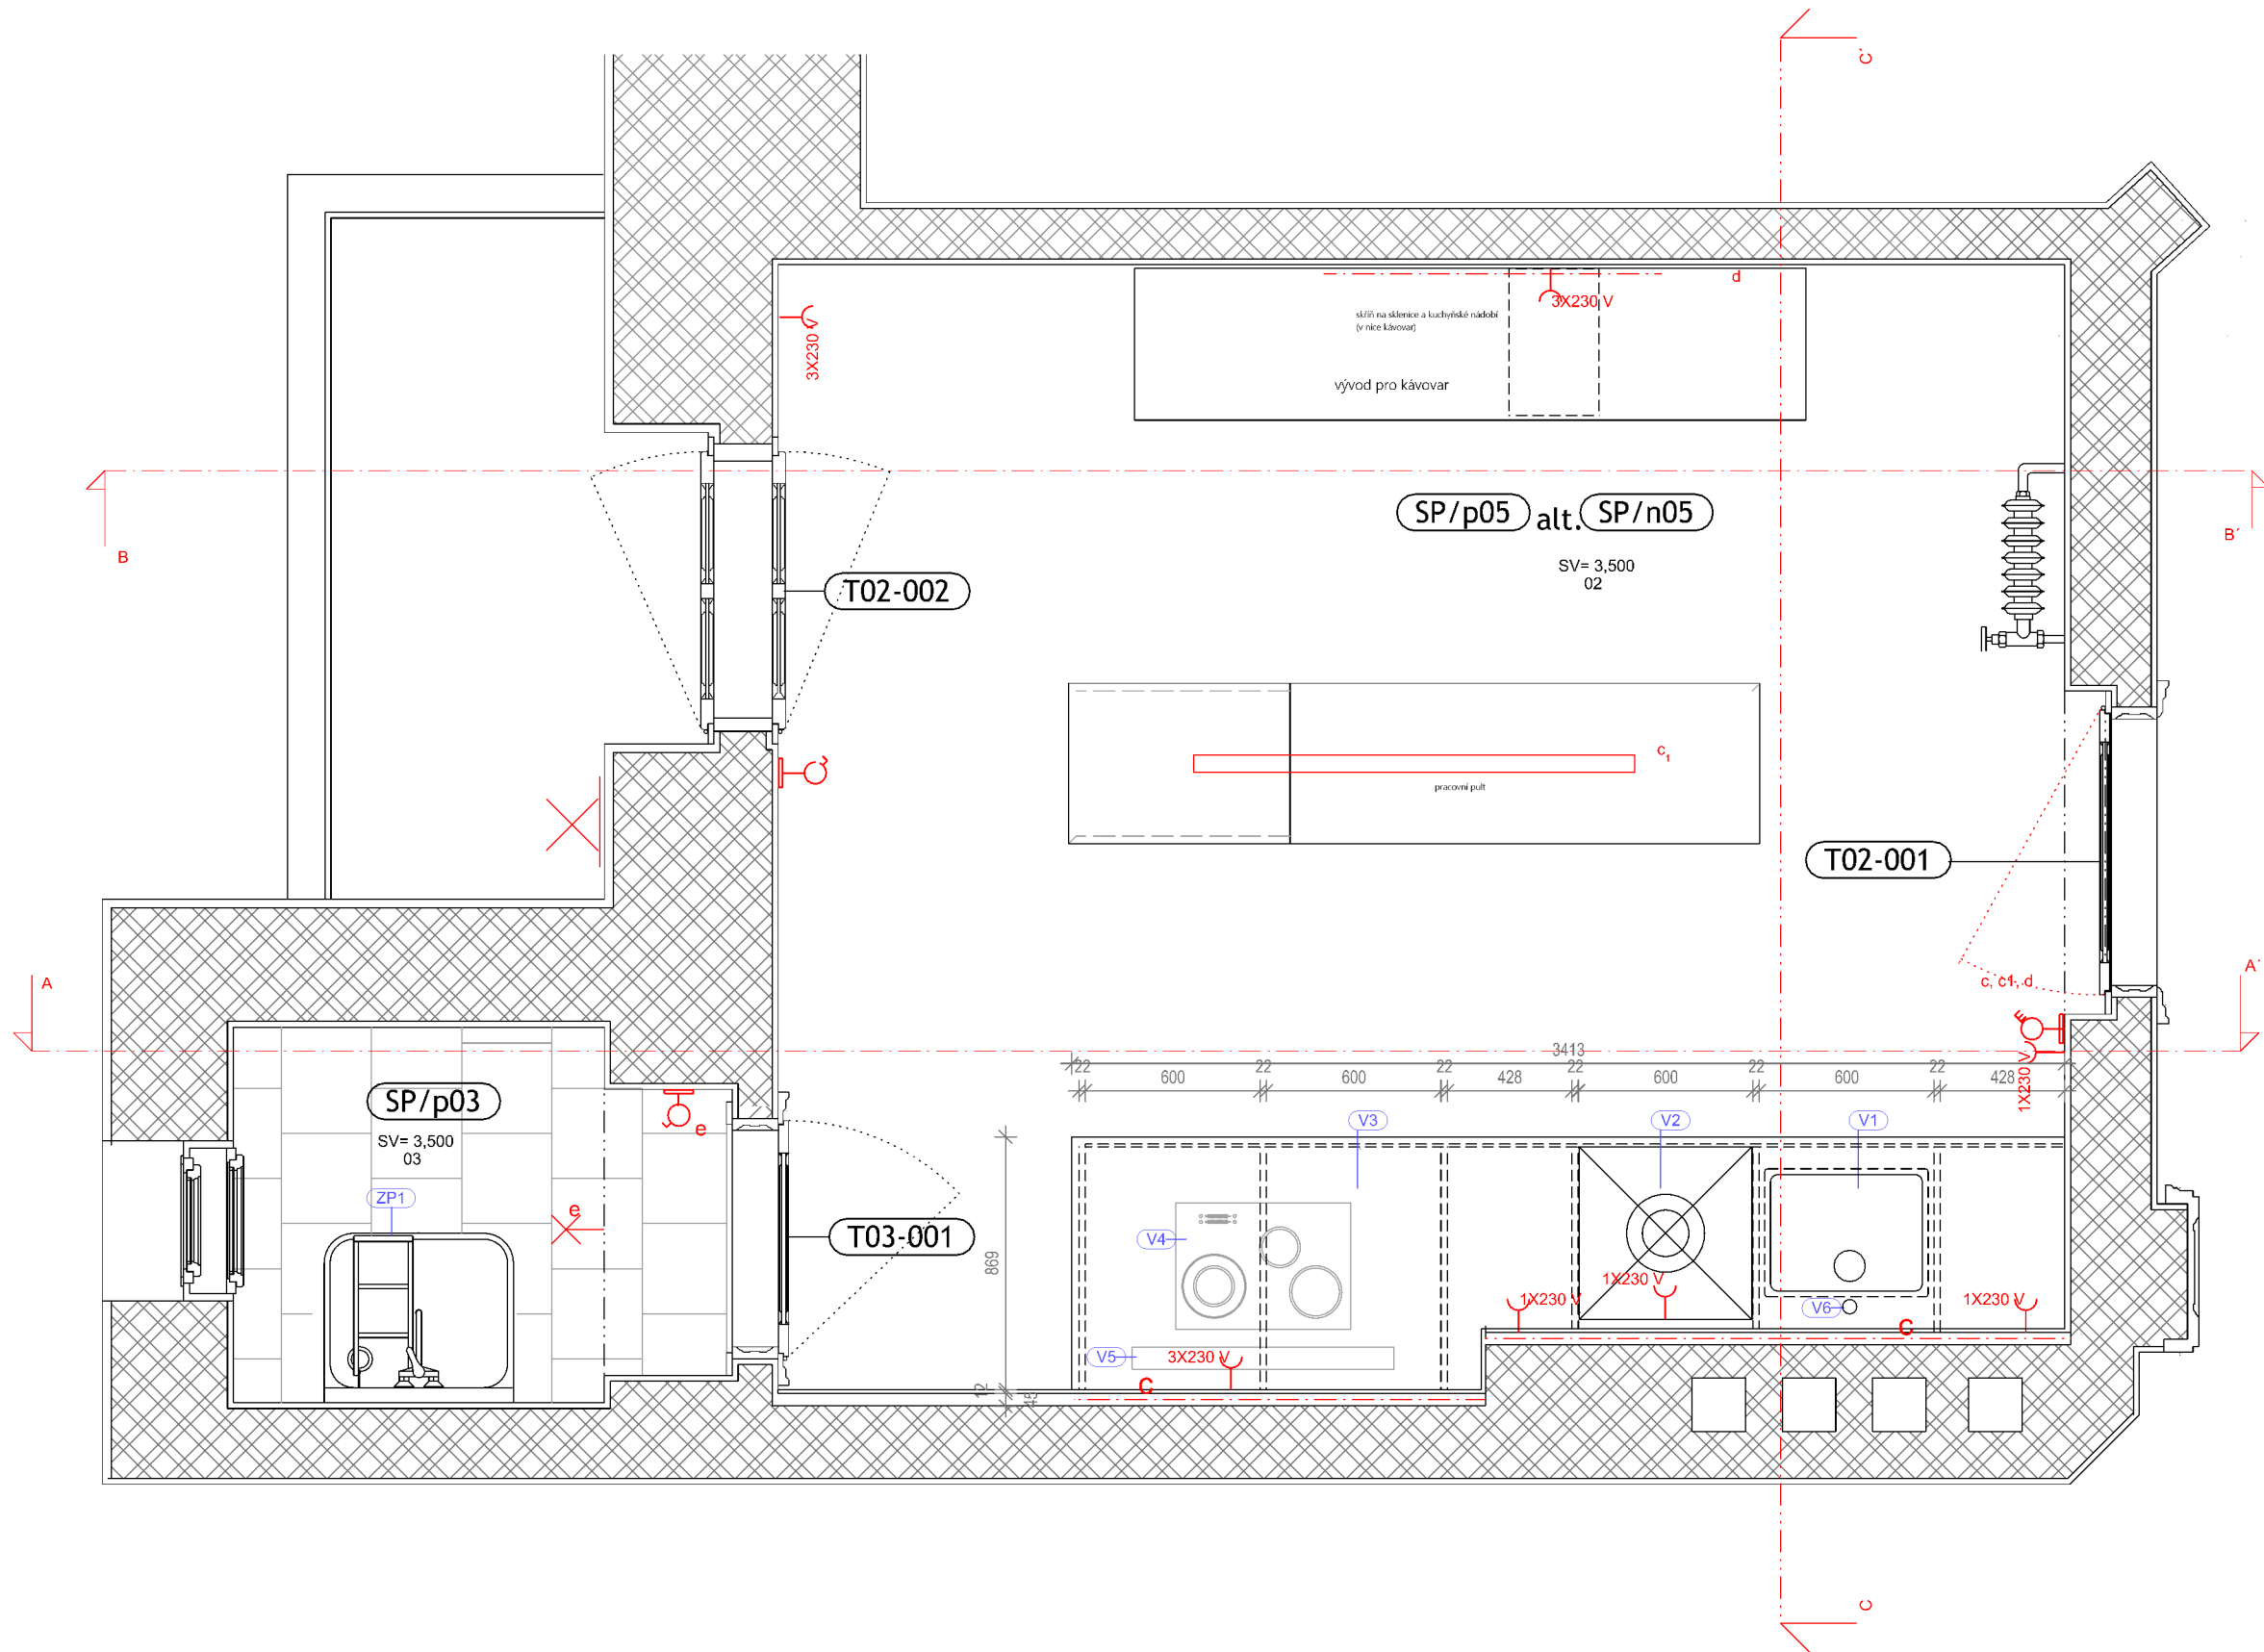 C´
d
3X230 V
skříň na sklenice a kuchyňské nádobí
(v nice kávovar)
3X230 V
vývod pro kávovar
SP/p05 alt. SP/n05
B
B´
SV= 3,500
02
T02-002
c1
pracovní pult
T02-001
A
A´
c, c1, d
E
3413
22 22 22 22 22 22
600 600 428 600 600 428
1X230 V
SP/p03
e
V3 V2 V1
SV= 3,500
03
ZP1
e
T03-001
V4
869
1X230 V
1X230 V
V6
1X230 V
C
V5
3X230 V
C
12
45
C